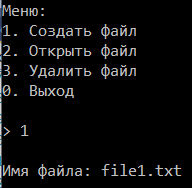 Меню:
1. Создать файл
2. Открыть файл
3. Удалить файл
0. Выход
> 1
Имя файла: file1.txt